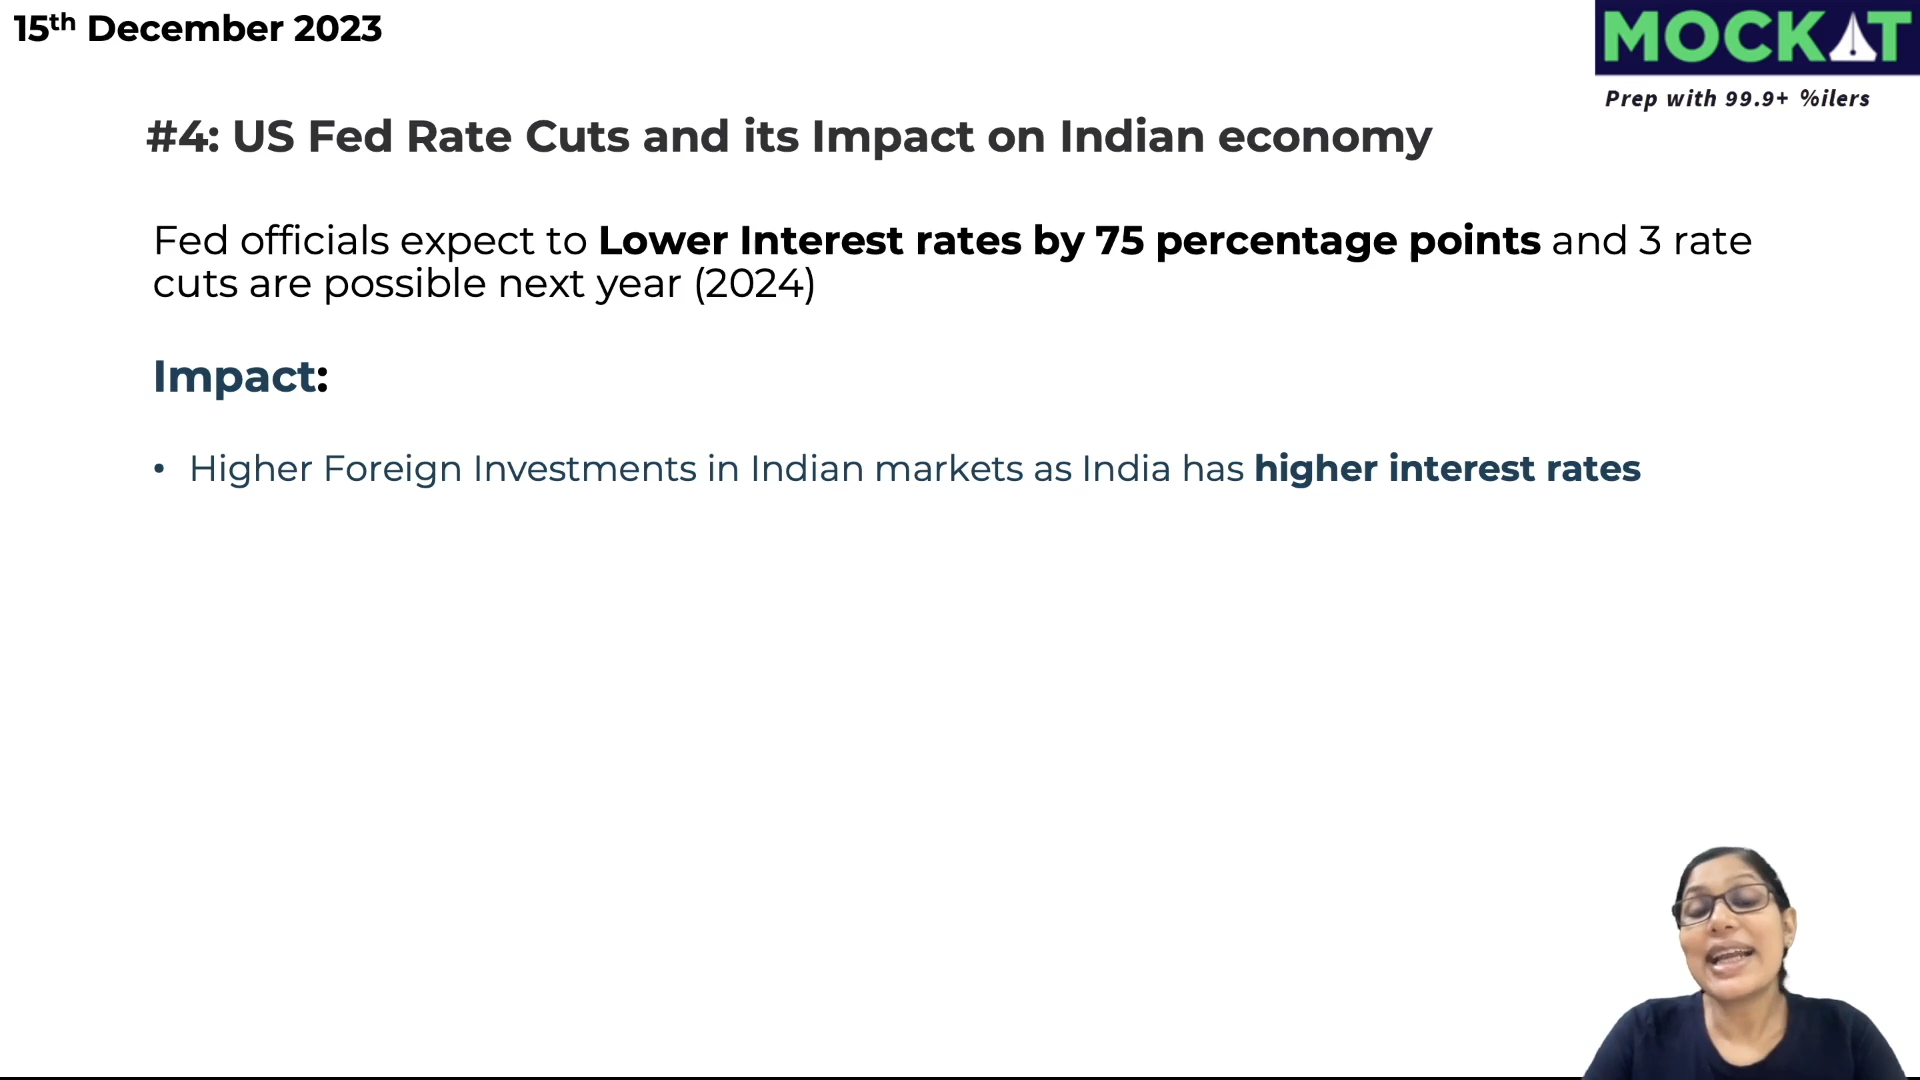 15th December 2023
MOCKAT
Prep with 99.9+ %ilers
#4: US Fed Rate Cuts and its Impact on Indian economy
Fed officials expect to Lower Interest rates by 75 percentage points and 3 rate
cuts are possible next year (2024)
Impact:
• Higher Foreign Investments in Indian markets as India has higher interest rates